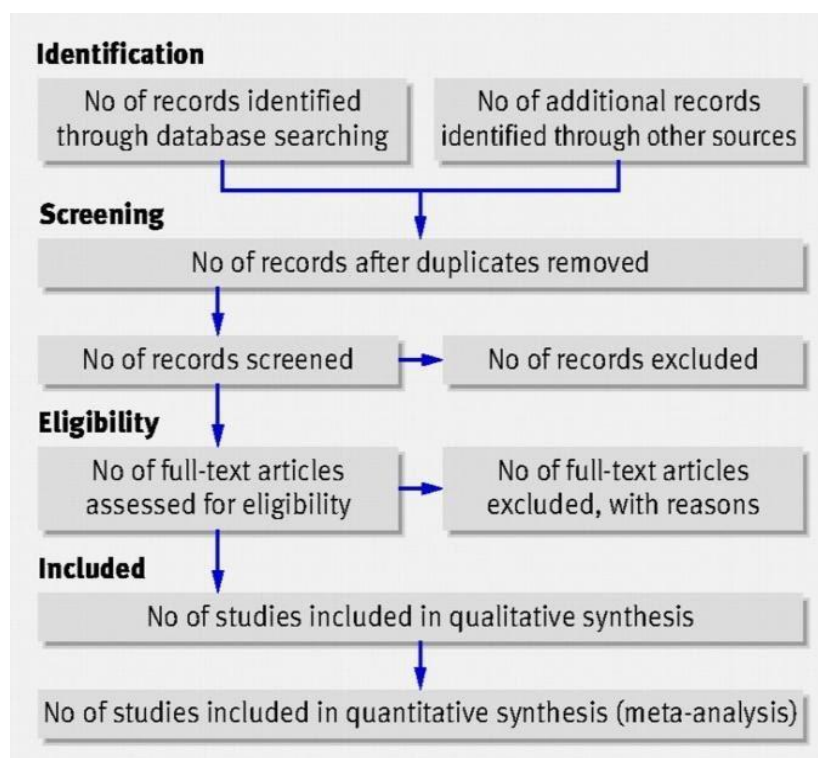 Identification
No of records identified
through database searching
No of additional records
identified through other sources
Screening
No of records after duplicates removed
No of records screened
No of records excluded
Eligibility
No of full-text articles
assessed for eligibility
No of full-text articles
excluded, with reasons
Included
No of studies included in qualitative synthesis
No of studies included in quantitative synthesis (meta-analysis)